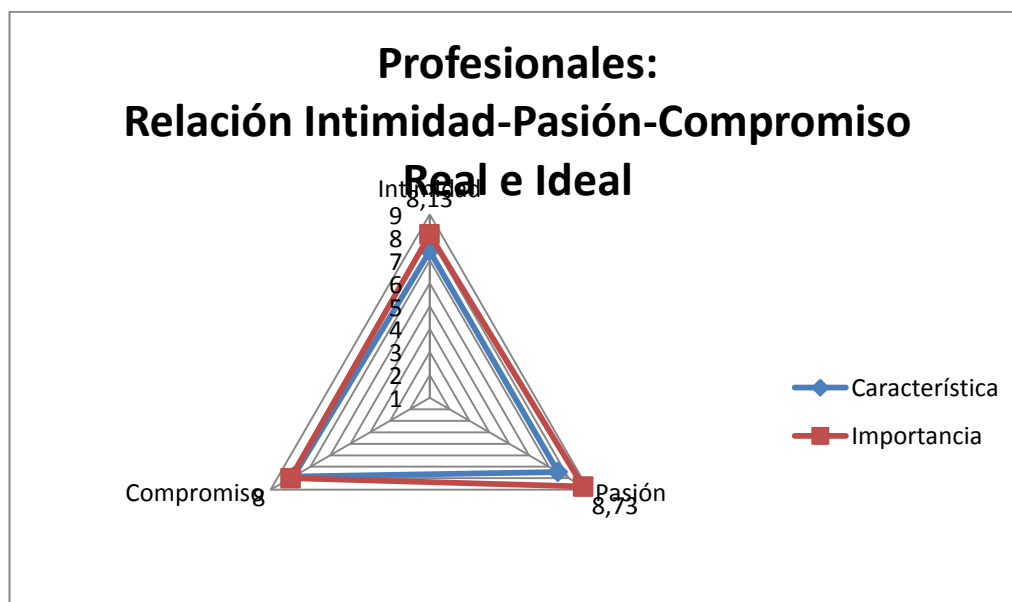 Profesionales:
Relación Intimidad-Pasión-Compromiso
Real e Ideal
Intimidad
8,13
9
8
7
6
5
4
3
2
1
Característica
Importancia
Compromiso
8
Pasión
8,73